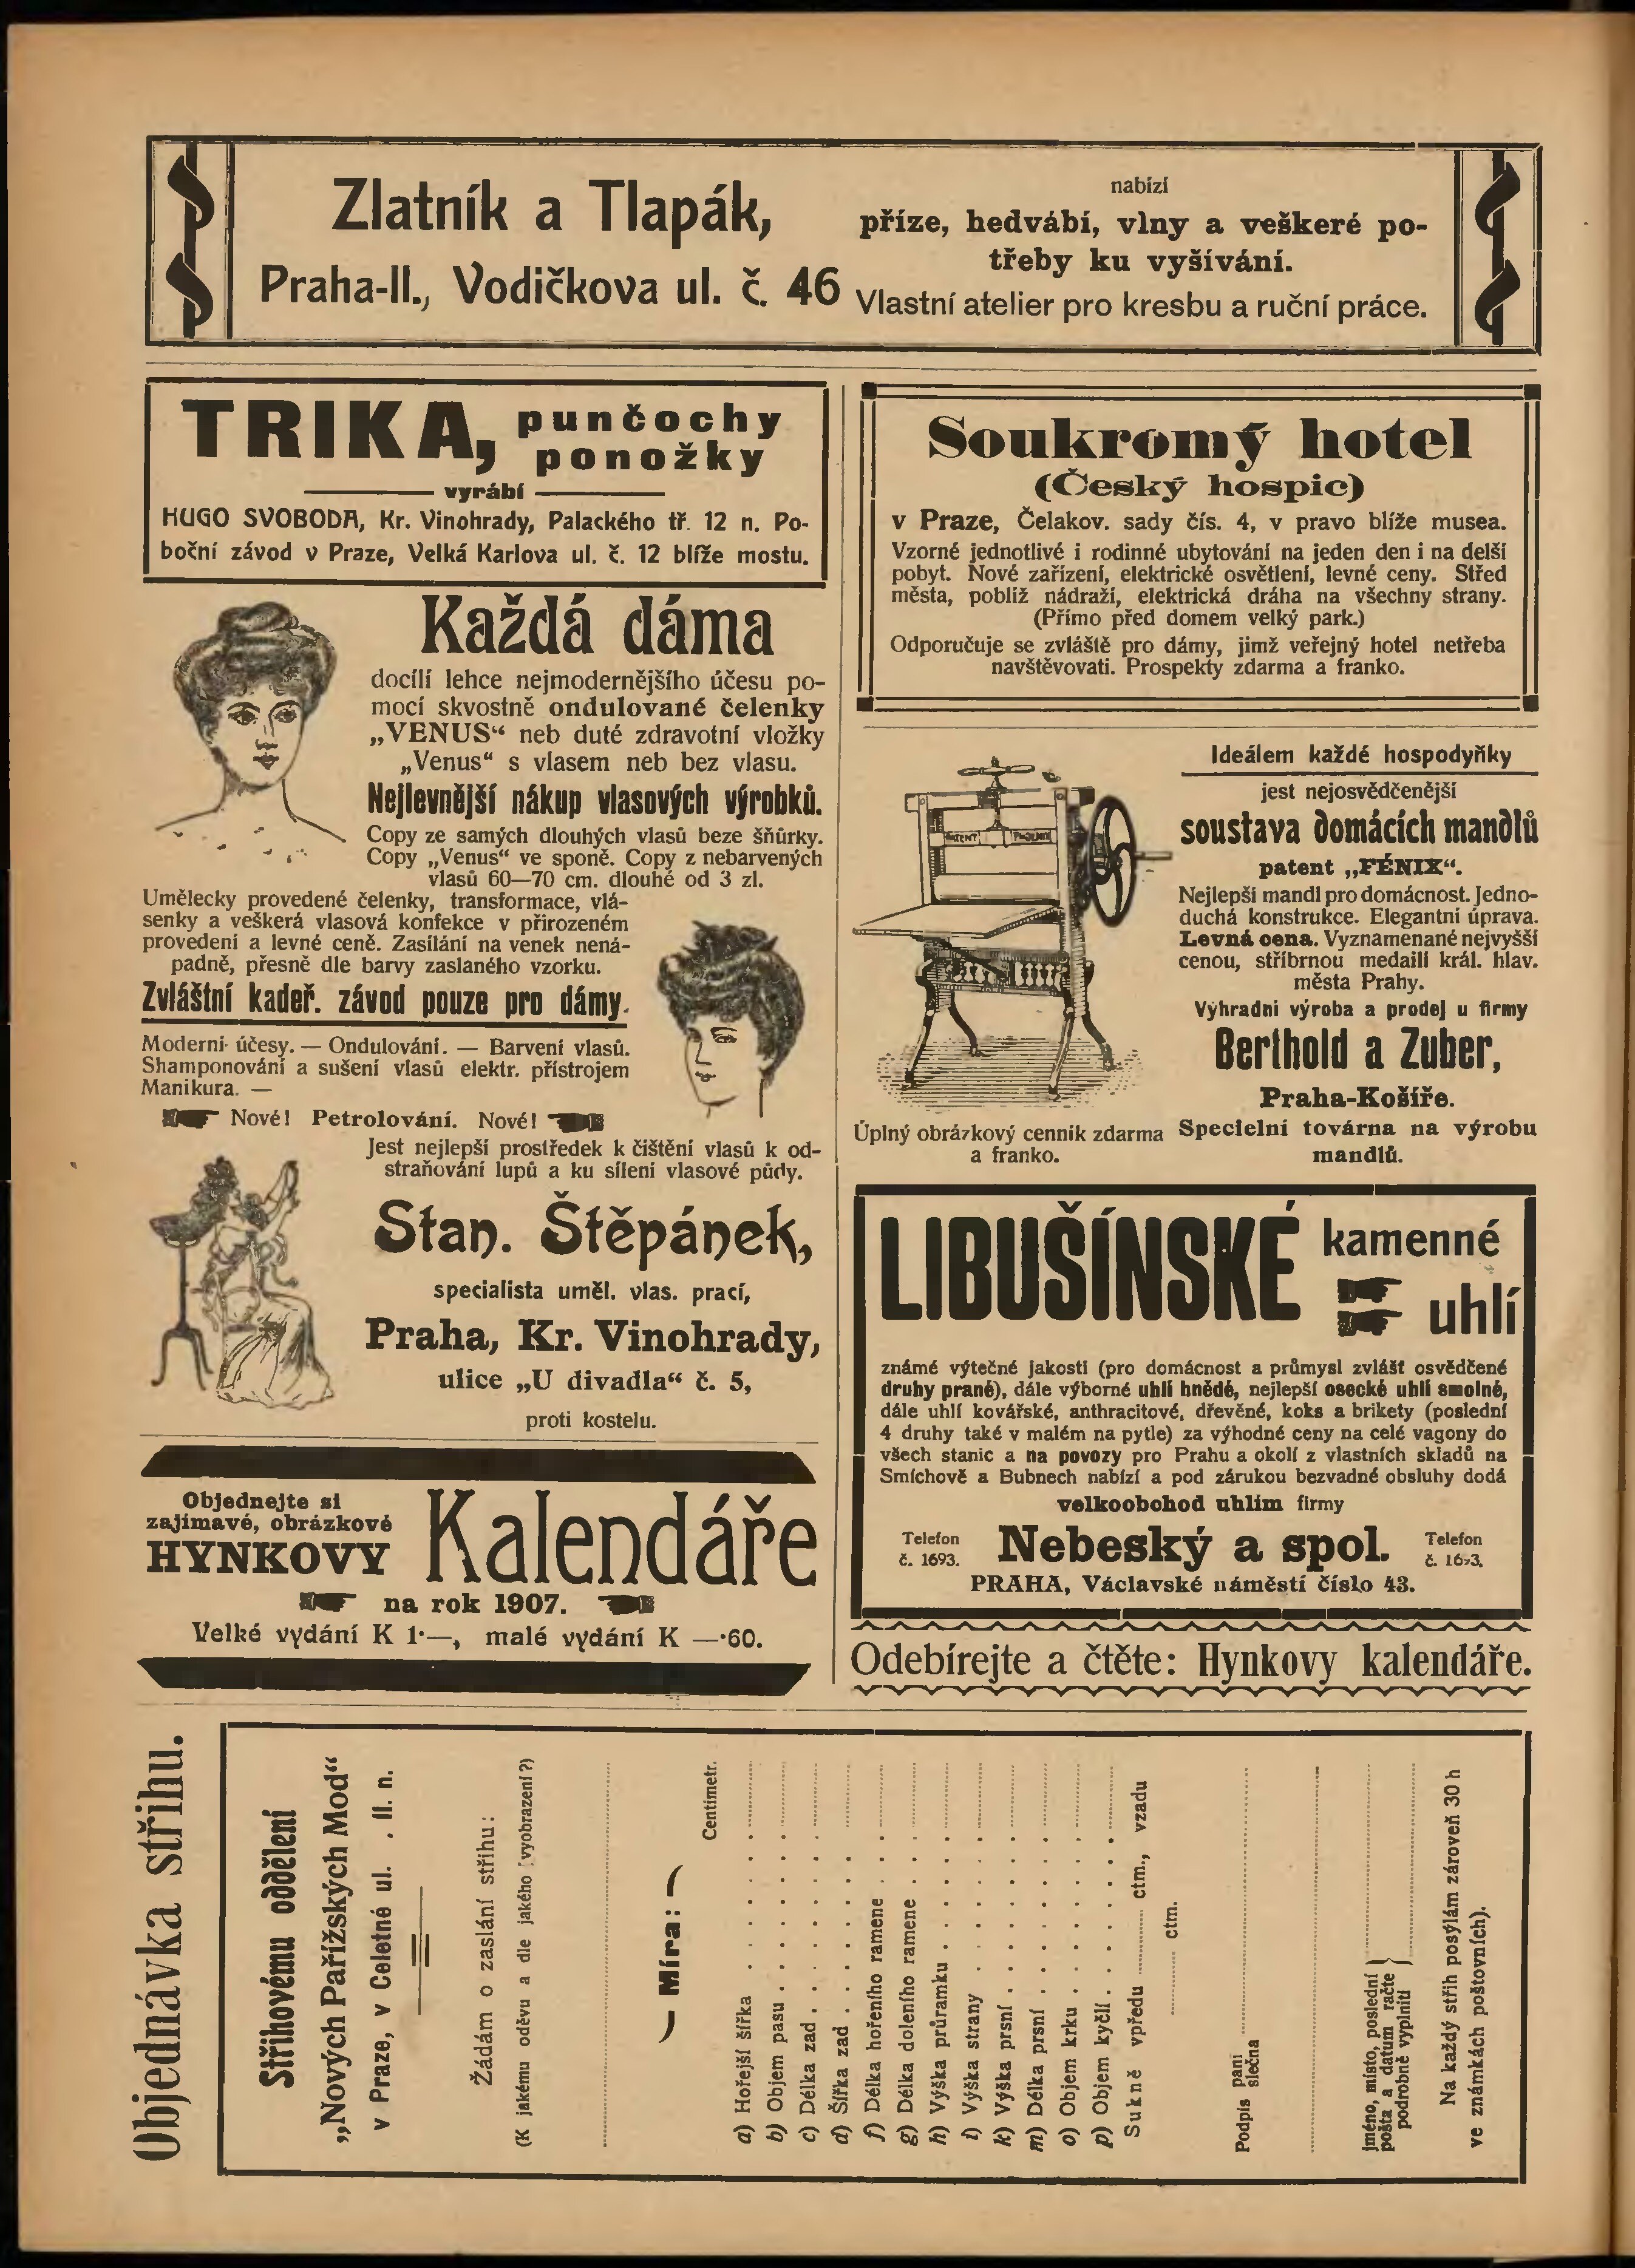 Zlatník a Tlapák,
Praha-II., Vodičkova ul. č. 46
nabízí
příze, hedvábí, vlny a veškeré po-
třeby ku vyšívání.
Vlastní atelier pro kresbu a ruční práce.
TRIKA, punčochy
ponožky
vyrábí
HUGO SVOBODA, Kr. Vinohrady, Palackého tř. 12 n. Po-
boční závod v Praze, Velká Karlova ul. č. 12 blíže mostu.
Každá dáma
docílí lehce nejmodernějšího účesu po-
mocí skvostně ondulované čelenky
„VENUS“ neb duté zdravotní vložky
„Venus“ s vlasem neb bez vlasu.
Nejlevnější nákup vlasových výrobků.
Copy ze samých dlouhých vlasů beze šňůrky.
Copy „Venus“ ve sponě. Copy z nebarvených
vlasů 60—70 cm. dlouhé od 3 zl.
Umělecky provedené čelenky, transformace, vlá-
senky a veškerá vlasová konfekce v přirozeném
provedení a levné ceně. Zasílání na venek nená-
padně, přesně dle barvy zaslaného vzorku.
Zvláštní kadeř. závod pouze pro dámy.
Moderní účesy. — Ondulování. — Barvení vlasů.
Shamponování a sušení vlasů elektr. přístrojem
Manikura. —
Nové! Petrolování. Nové!
Jest nejlepší prostředek k čištění vlasů k od-
straňování lupů a ku sílení vlasové půdy.
Stan. Štěpánek,
specialista uměl. vlas. prací,
Praha, Kr. Vinohrady,
ulice „U divadla“ č. 5,
proti kostelu.
Objednejte si
zajímavé, obrázkové
HYNKOVY Kalendáře
na rok 1907.
Velké vydání K 1·—, malé vydání K —·60.
Soukromý hotel
(Český hospic)
v Praze, Čelakov. sady čís. 4, v pravo blíže musea.
Vzorné jednotlivé i rodinné ubytování na jeden den i na delší
pobyt. Nové zařízení, elektrické osvětlení, levné ceny. Střed
města, poblíž nádraží, elektrická dráha na všechny strany.
(Přímo před domem velký park.)
Odporučuje se zvláště pro dámy, jimž veřejný hotel netřeba
navštěvovati. Prospekty zdarma a franko.
PATENT PHOENIX
Ideálem každé hospodyňky
jest nejosvědčenější
soustava domácích mandlů
patent „FÉNIX“.
Nejlepší mandl pro domácnost. Jedno-
duchá konstrukce. Elegantní úprava.
Levná cena. Vyznamenané nejvyšší
cenou, stříbrnou medailí král. hlav.
města Prahy.
Výhradní výroba a prodej u firmy
Berthold a Zuber,
Praha-Košíře.
Specielní továrna na výrobu
mandlů.
Úplný obrázkový cenník zdarma
a franko.
LIBUŠÍNSKÉ kamenné
uhlí
známé výtečné jakosti (pro domácnost a průmysl zvlášť osvědčené
druhy prané), dále výborné uhlí hnědé, nejlepší osecké uhlí smolné,
dále uhlí kovářské, anthracitové, dřevěné, koks a brikety (poslední
4 druhy také v malém na pytle) za výhodné ceny na celé vagony do
všech stanic a na povozy pro Prahu a okolí z vlastních skladů na
Smíchově a Bubnech nabízí a pod zárukou bezvadné obsluhy dodá
velkoobchod uhlím firmy
Telefon
č. 1693.
Nebeský a spol.
Telefon
č. 1693.
PRAHA, Václavské náměstí číslo 43.
Odebírejte a čtěte: Hynkovy kalendáře.
Objednávka střihu.
Střihovému oddělení
„Nových Pařížských Mod“
v Praze, v Celetné ul. . II. n.
Žádám o zaslání střihu:
(K jakému oděvu a dle jakého vyobrazení?)
Míra:
Centimetr.
a) Hořejší šířka
b) Objem pasu
c) Délka zad
d) Šířka zad
f) Délka hořeního ramene
g) Délka doleního ramene
h) Výška průramku
i) Výška strany
k) Výška prsní
m) Délka prsní
o) Objem krku
p) Objem kyčlí
Sukně vpředu ctm., vzadu
ctm.
Podpis paní
slečna
Jméno, místo, poslední
pošta a dátum račte
podrobně vyplniti
Na každý střih posýlám zároveň 30 h
ve známkách poštovních).